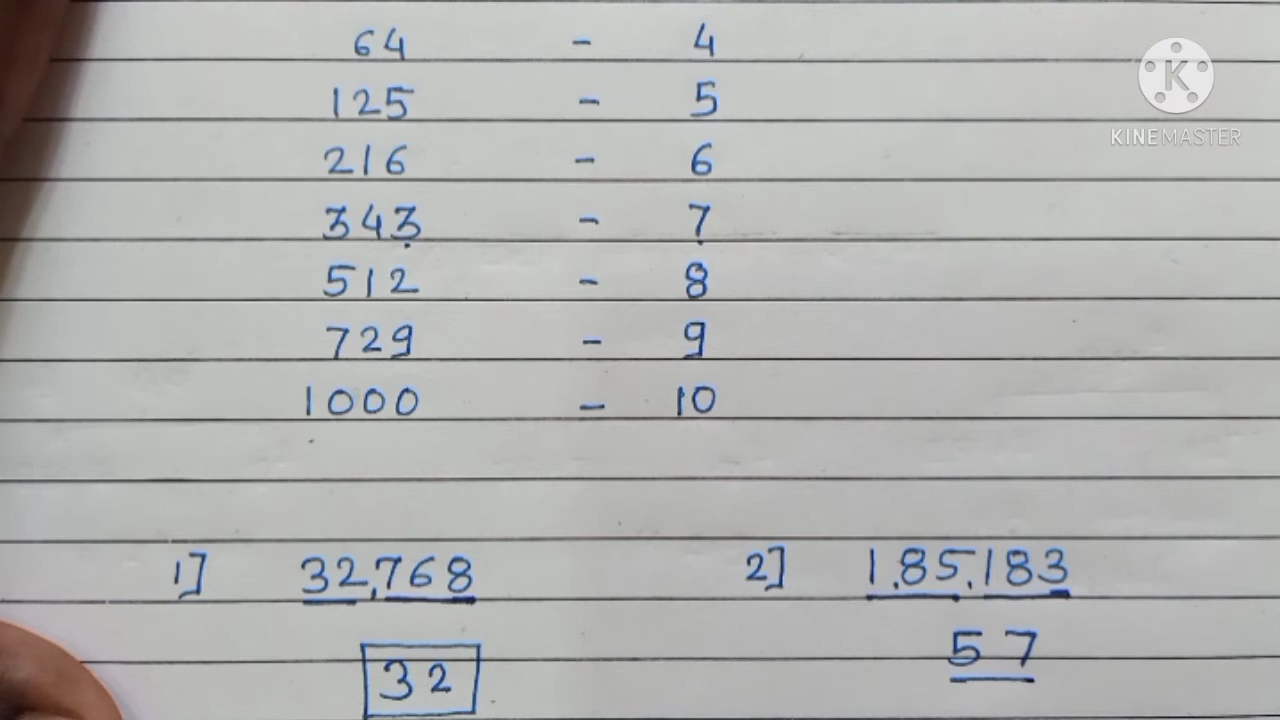 64 - 4
125 - 5
216 - 6
343 - 7
512 - 8
729 - 9
1000 - 10
1] 32,768 2] 1,85,183
32 57
K
KINEMASTER